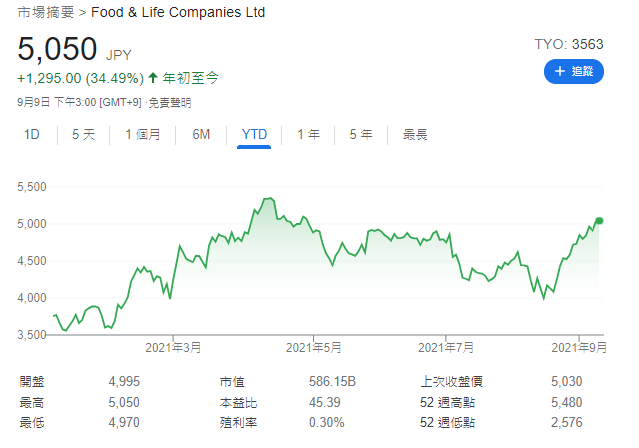 市場摘要 > Food & Life Companies Ltd
5,050 JPY
TYO: 3563
+1,295.00 (34.49%) 年初至今
+ 追蹤
9月9日 下午3:00 [GMT+9] ·免責聲明
1D 5 天 1 個月 6M YTD 1 年 5 年 最長
5,500
5,000
4,500
4,000
3,500
2021年3月 2021年5月 2021年7月 2021年9月
開盤 4,995 市值 586.15B 上次收盤價 5,030
最高 5,050 本益比 45.39 52 週高點 5,480
最低 4,970 殖利率 0.30% 52 週低點 2,576